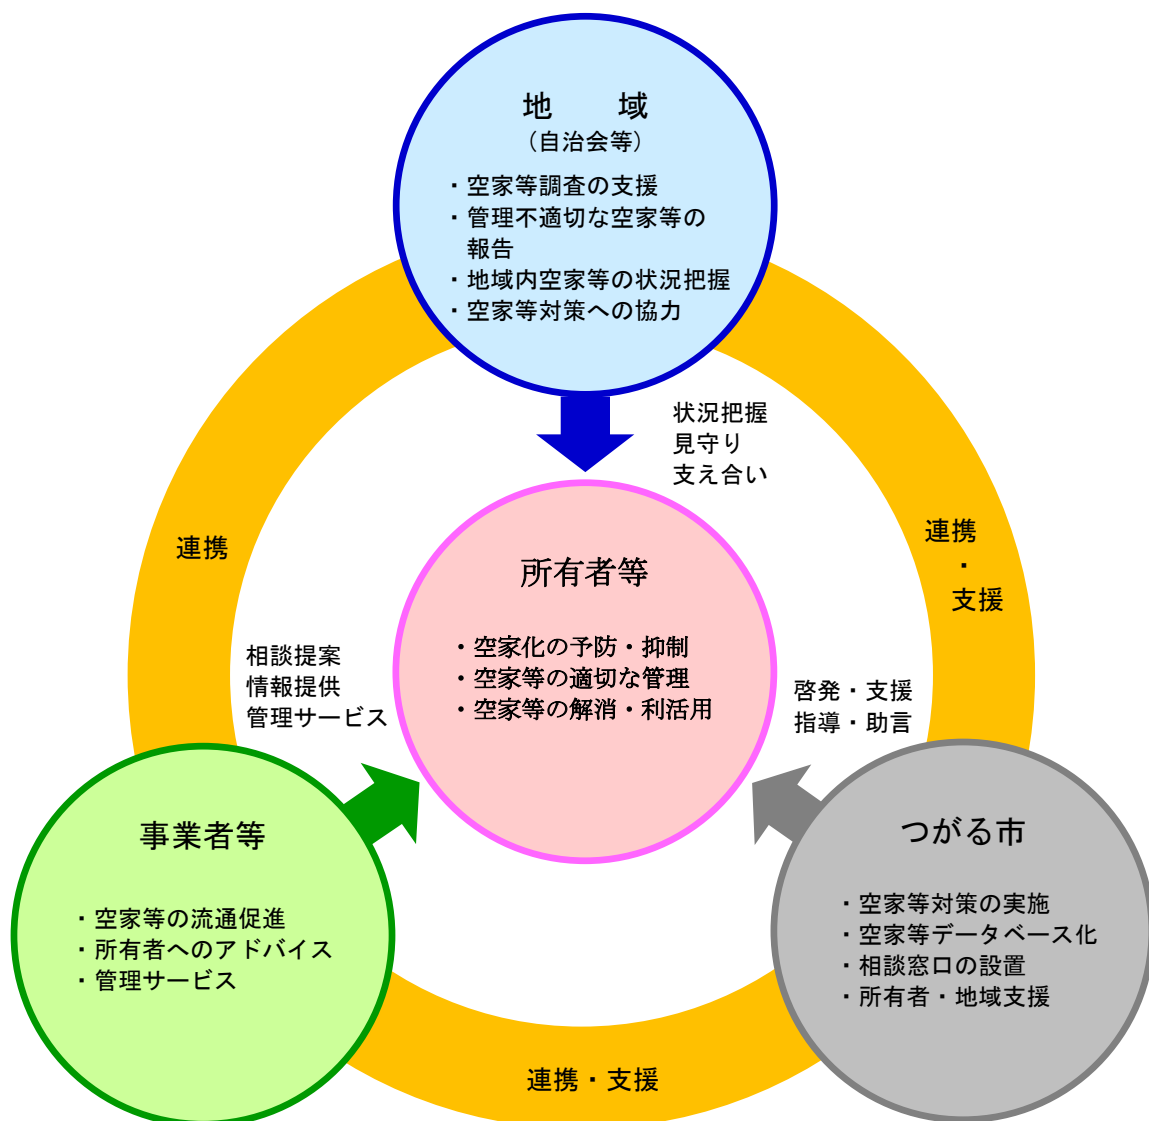 地　　域
（自治会等）
・空家等調査の支援
・管理不適切な空家等の
報告
・地域内空家等の状況把握
・空家等対策への協力
状況把握
見守り
支え合い
連携
連携
・
支援
所有者等
・空家化の予防・抑制
・空家等の適切な管理
・空家等の解消・利活用
相談提案
情報提供
管理サービス
啓発・支援
指導・助言
事業者等
・空家等の流通促進
・所有者へのアドバイス
・管理サービス
つがる市
・空家等対策の実施
・空家等データベース化
・相談窓口の設置
・所有者・地域支援
連携・支援